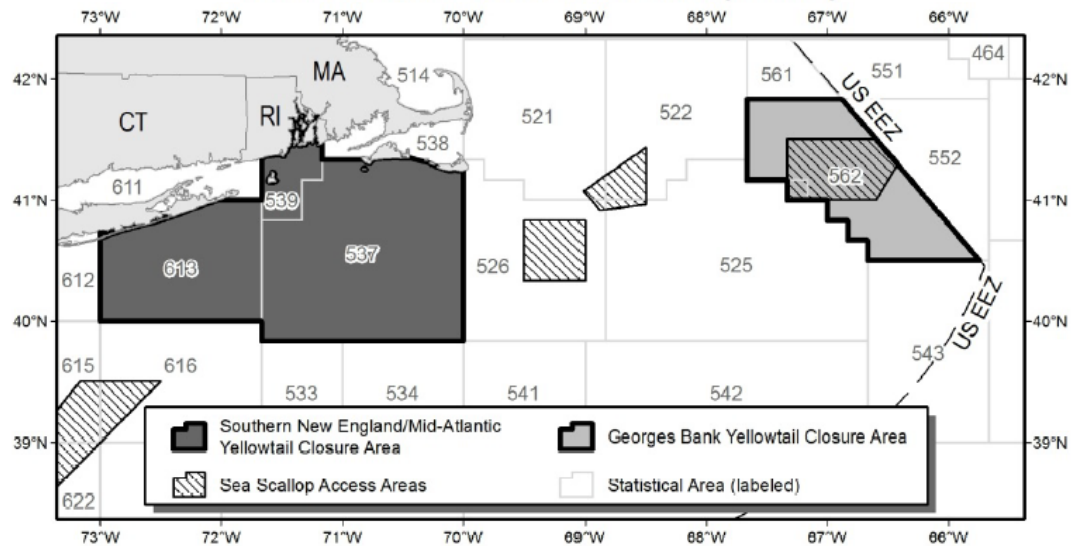 73°W 72°W 71°W 70°W 69°W 68°W 67°W 66°W
42°N 42°N
MA
514
561
551
464
US EEZ
CT
RI
521
522
538
552
611
562
41°N 41°N
539
613
537
612
526
525
US EEZ
40°N 40°N
543
615
616
533
534
541
542
Southern New England/Mid-Atlantic
Yellowtail Closure Area
Georges Bank Yellowtail Closure Area
39°N 39°N
Sea Scallop Access Areas
Statistical Area (labeled)
622
73°W 72°W 71°W 70°W 69°W 68°W 67°W 66°W